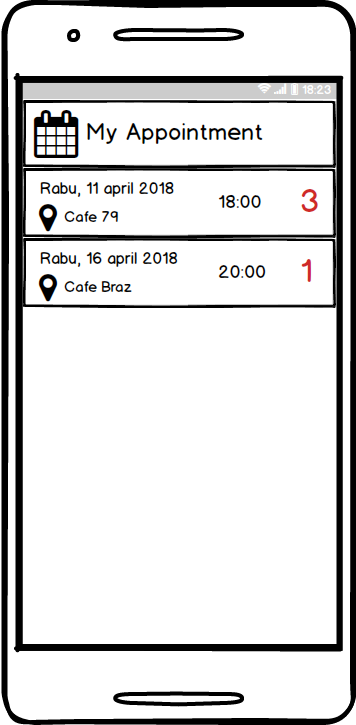 18:23
My Appointment
Rabu, 11 april 2018
18:00
3
Cafe 79
Rabu, 16 april 2018
20:00
1
Cafe Braz